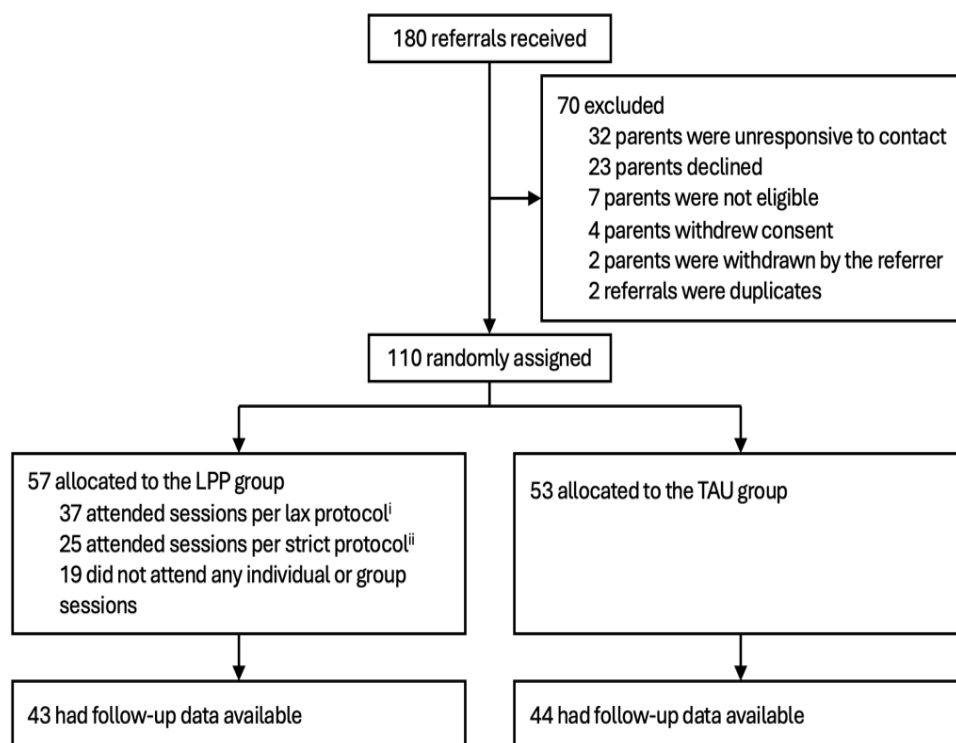 180 referrals received
70 excluded
32 parents were unresponsive to contact
23 parents declined
7 parents were not eligible
4 parents withdrew consent
2 parents were withdrawn by the referrer
2 referrals were duplicates
110 randomly assigned
57 allocated to the LPP group
37 attended sessions per lax protocolⁱ
25 attended sessions per strict protocolⁱⁱ
19 did not attend any individual or group
sessions
53 allocated to the TAU group
43 had follow-up data available
44 had follow-up data available